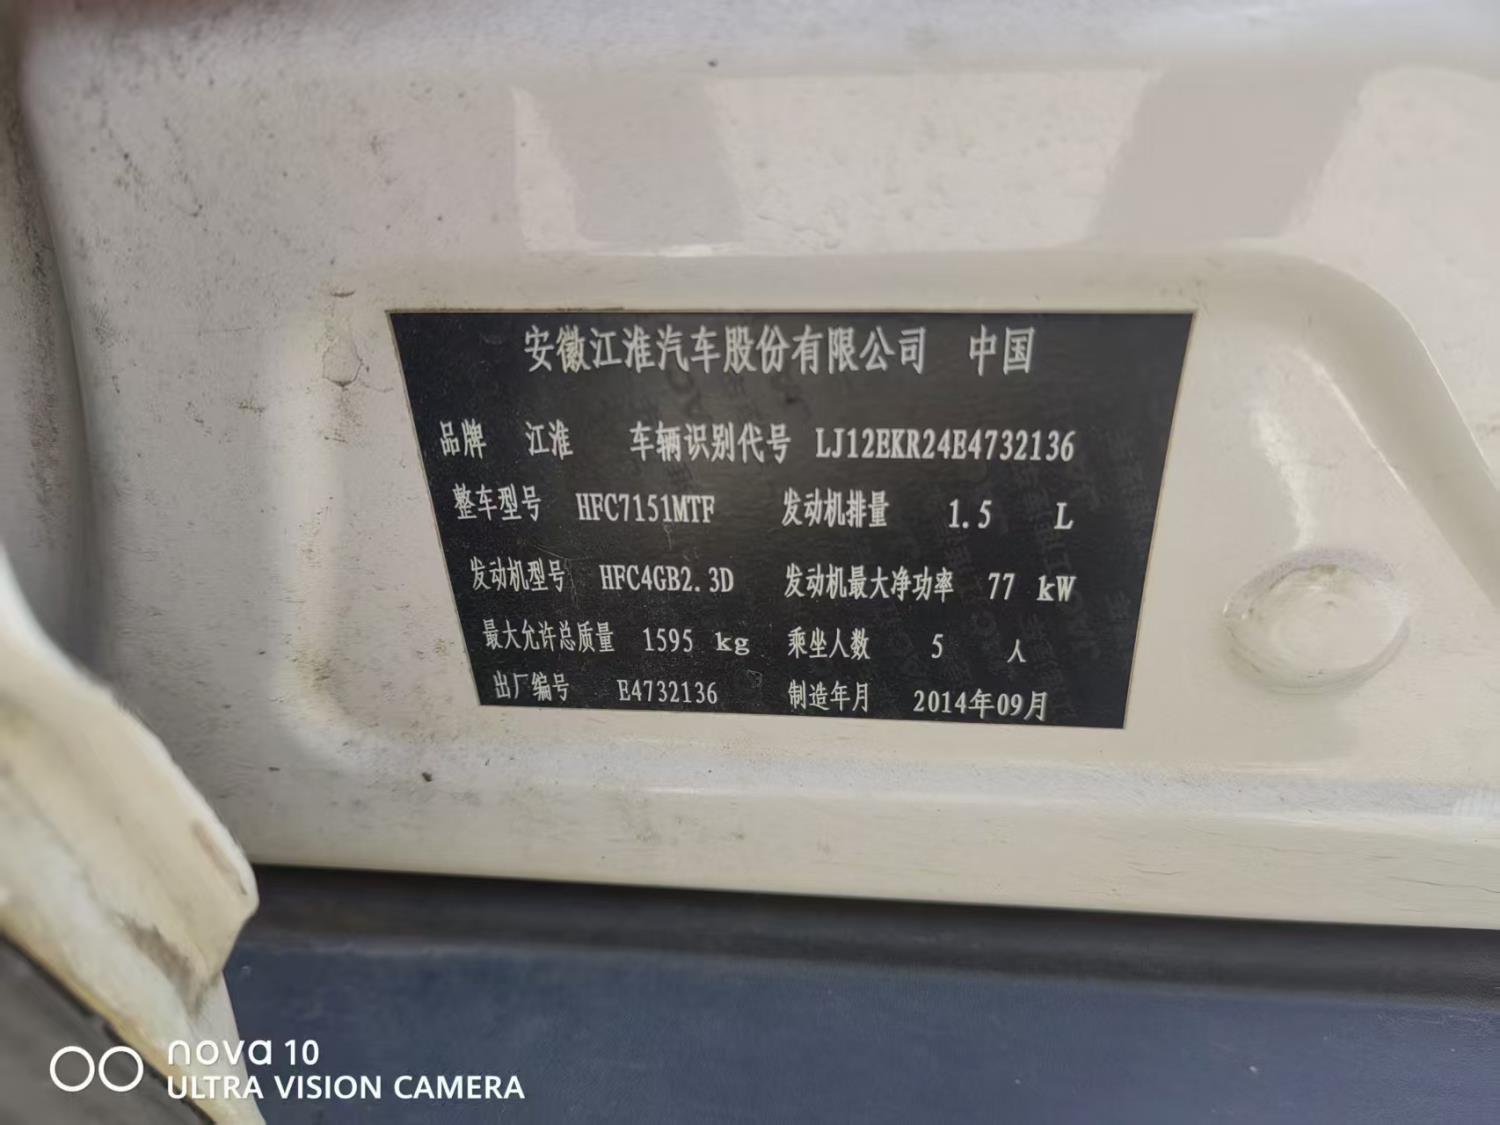 安徽江淮汽车股份有限公司 中国
品牌 江淮 车辆识别代号 LJ12EKR24E4732136
整车型号 HFC7151MTF 发动机排量 1.5 L
发动机型号 HFC4GB2.3D 发动机最大净功率 77 kW
最大允许总质量 1595 kg 乘坐人数 5 人
出厂编号 E4732136 制造年月 2014年09月
nova 10
ULTRA VISION CAMERA